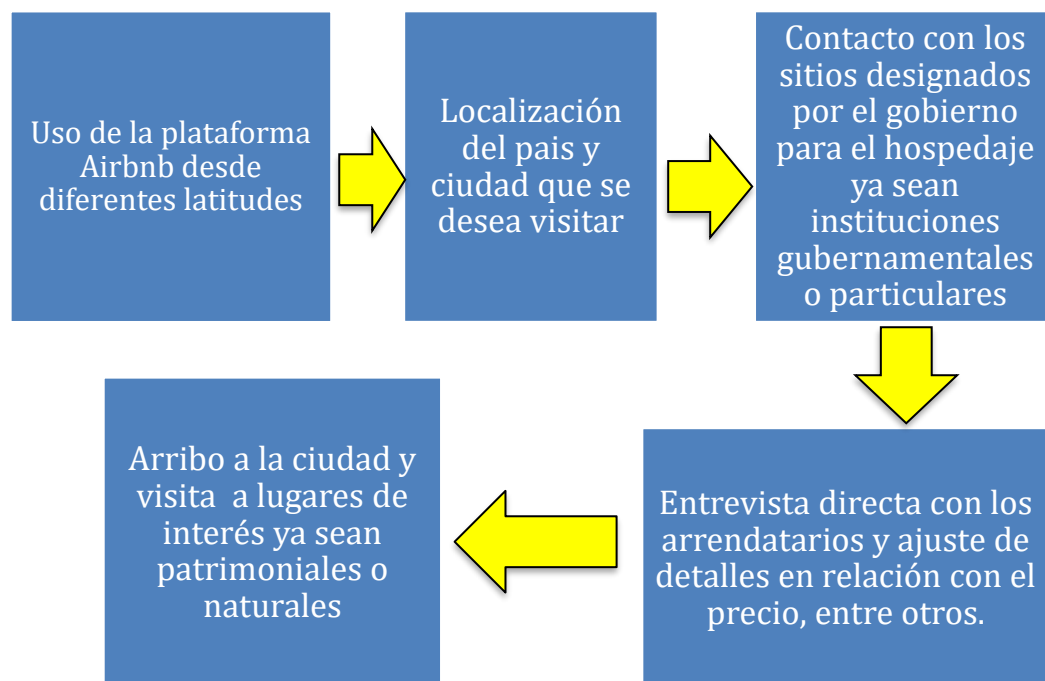 Uso de la plataforma
Airbnb desde
diferentes latitudes
Localización
del pais y
ciudad que se
desea visitar
Contacto con los
sitios designados
por el gobierno
para el hospedaje
ya sean
instituciones
gubernamentales
o particulares
Entrevista directa con los
arrendatarios y ajuste de
detalles en relación con el
precio, entre otros.
Arribo a la ciudad y
visita a lugares de
interés ya sean
patrimoniales o
naturales